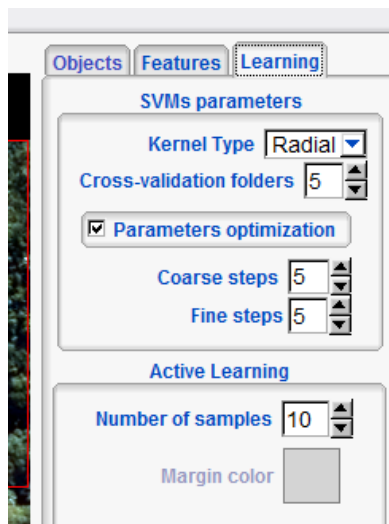 Objects Features Learning
SVMs parameters
Kernel Type Radial
Cross-validation folders 5
Parameters optimization
Coarse steps 5
Fine steps 5
Active Learning
Number of samples 10
Margin color